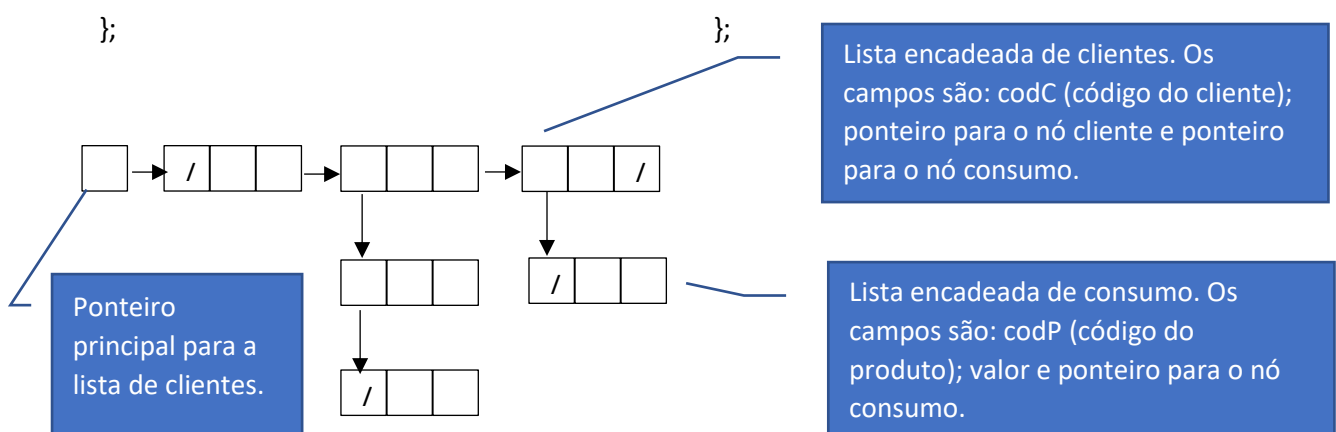 };
};
Lista encadeada de clientes. Os
campos são: codC (código do cliente);
ponteiro para o nó cliente e ponteiro
para o nó consumo.
/
/
/
Ponteiro
principal para a
lista de clientes.
Lista encadeada de consumo. Os
campos são: codP (código do
produto); valor e ponteiro para o nó
consumo.
/